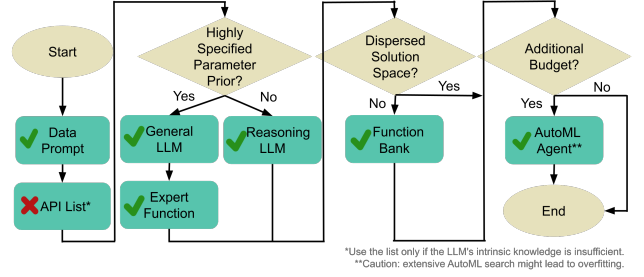 Start
Data
Prompt
API List*
Highly
Specified
Parameter
Prior?
Yes
No
General
LLM
Reasoning
LLM
Expert
Function
Dispersed
Solution
Space?
Yes
No
Function
Bank
Additional
Budget?
No
Yes
AutoML
Agent**
End
*Use the list only if the LLM's intrinsic knowledge is insufficient.
**Caution: extensive AutoML search might lead to overfitting.